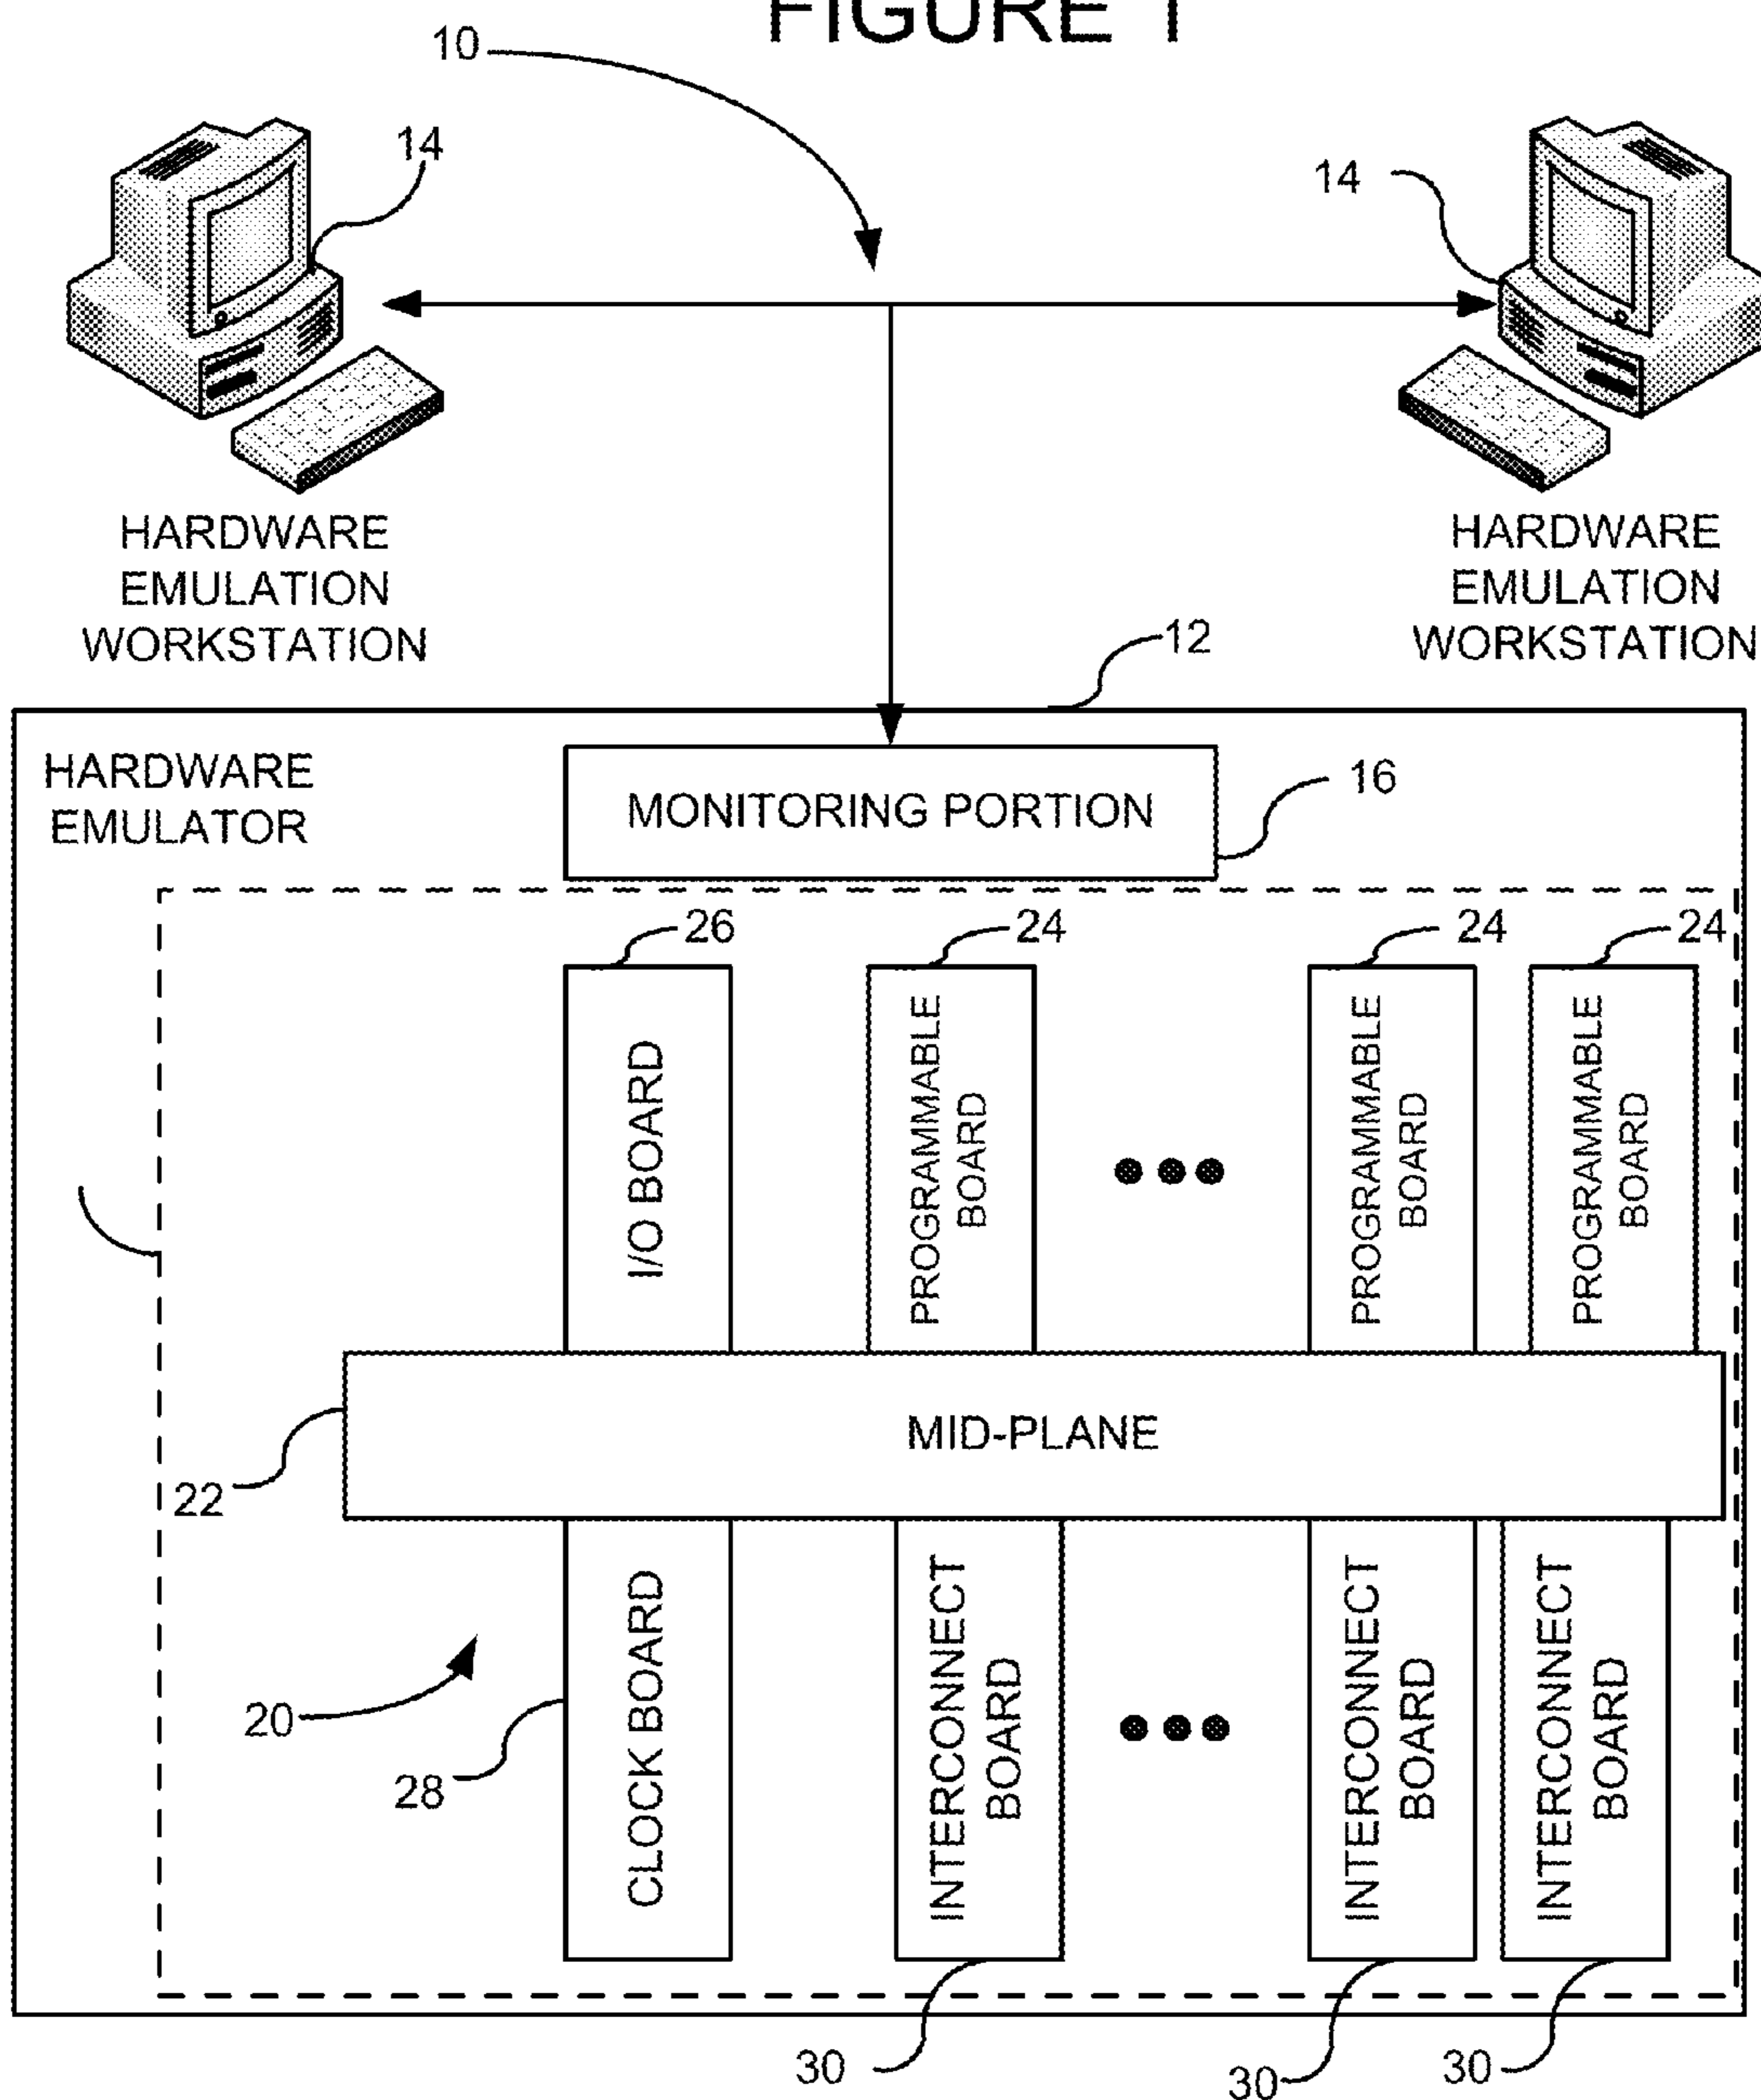 FIGURE 1
10
14
14
HARDWARE
EMULATION
WORKSTATION
HARDWARE
EMULATION
WORKSTATION
12
HARDWARE
EMULATOR
MONITORING PORTION
16
26
24
24
24
I/O BOARD
PROGRAMMABLE
BOARD
PROGRAMMABLE
BOARD
PROGRAMMABLE
BOARD
MID-PLANE
22
20
28
CLOCK BOARD
INTERCONNECT
BOARD
INTERCONNECT
BOARD
INTERCONNECT
BOARD
30
30
30